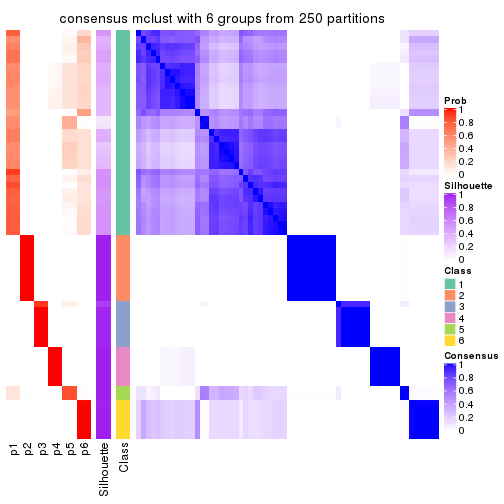 consensus mclust with 6 groups from 250 partitions
Prob
1
0.8
0.6
0.4
0.2
0
Silhouette
1
0.8
0.6
0.4
0.2
0
Class
1
2
3
4
5
6
Consensus
1
0.8
0.6
0.4
0.2
0
p1
p2
p3
p4
p5
p6
Silhouette
Class